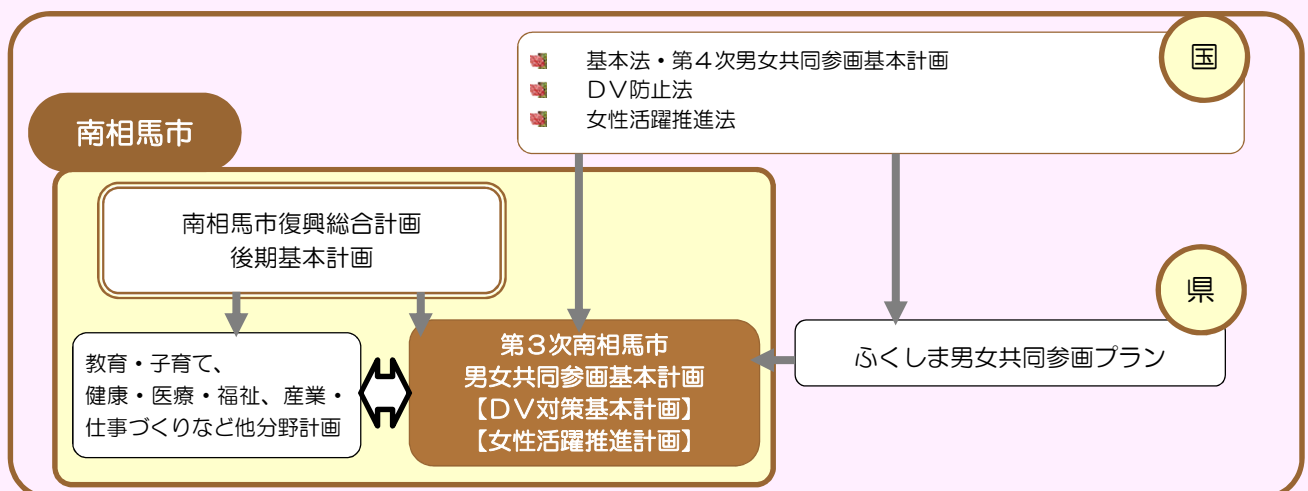 国
基本法・第４次男女共同参画基本計画
ＤＶ防止法
女性活躍推進法
南相馬市
南相馬市復興総合計画
後期基本計画
県
教育・子育て、
健康・医療・福祉、産業・
仕事づくりなど他分野計画
第３次南相馬市
男女共同参画基本計画
【ＤＶ対策基本計画】
【女性活躍推進計画】
ふくしま男女共同参画プラン